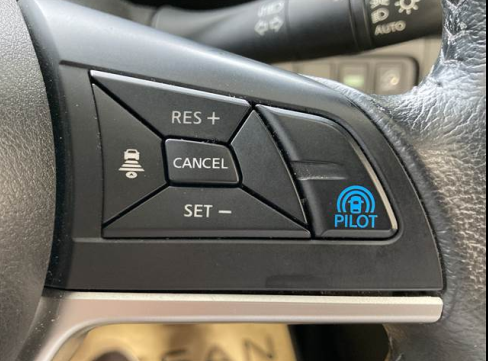 AUTO
RES +
CANCEL
SET −
PILOT